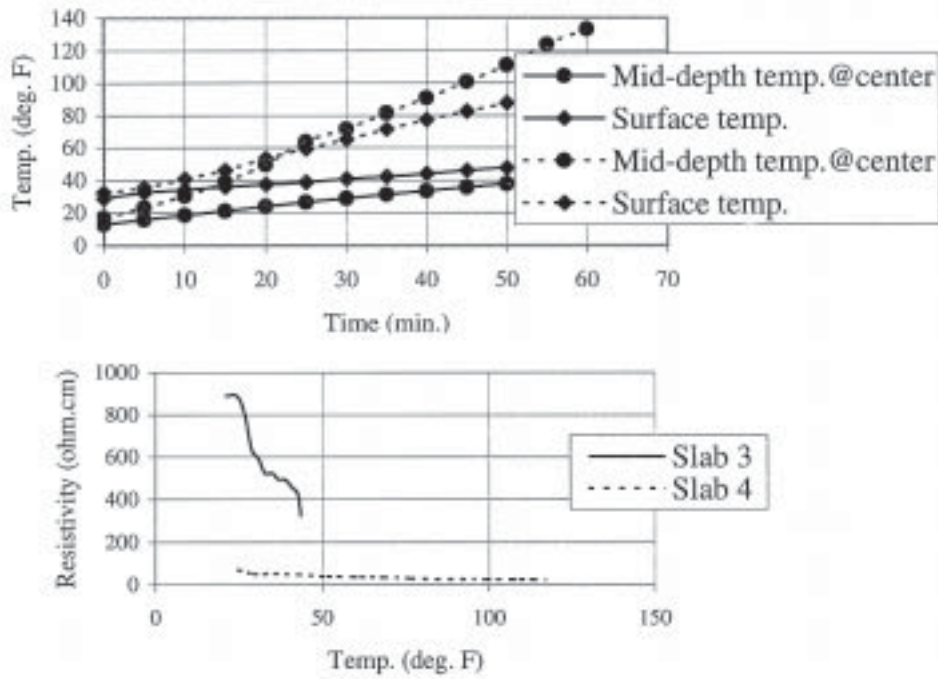 140
120
100
80
60
40
20
0
Temp. (deg. F)
0 10 20 30 40 50 60 70
Time (min.)
Mid-depth temp.@center
Surface temp.
Mid-depth temp.@center
Surface temp.
1000
800
600
400
200
0
Resistivity (ohm.cm)
0 50 100 150
Temp. (deg. F)
Slab 3
Slab 4